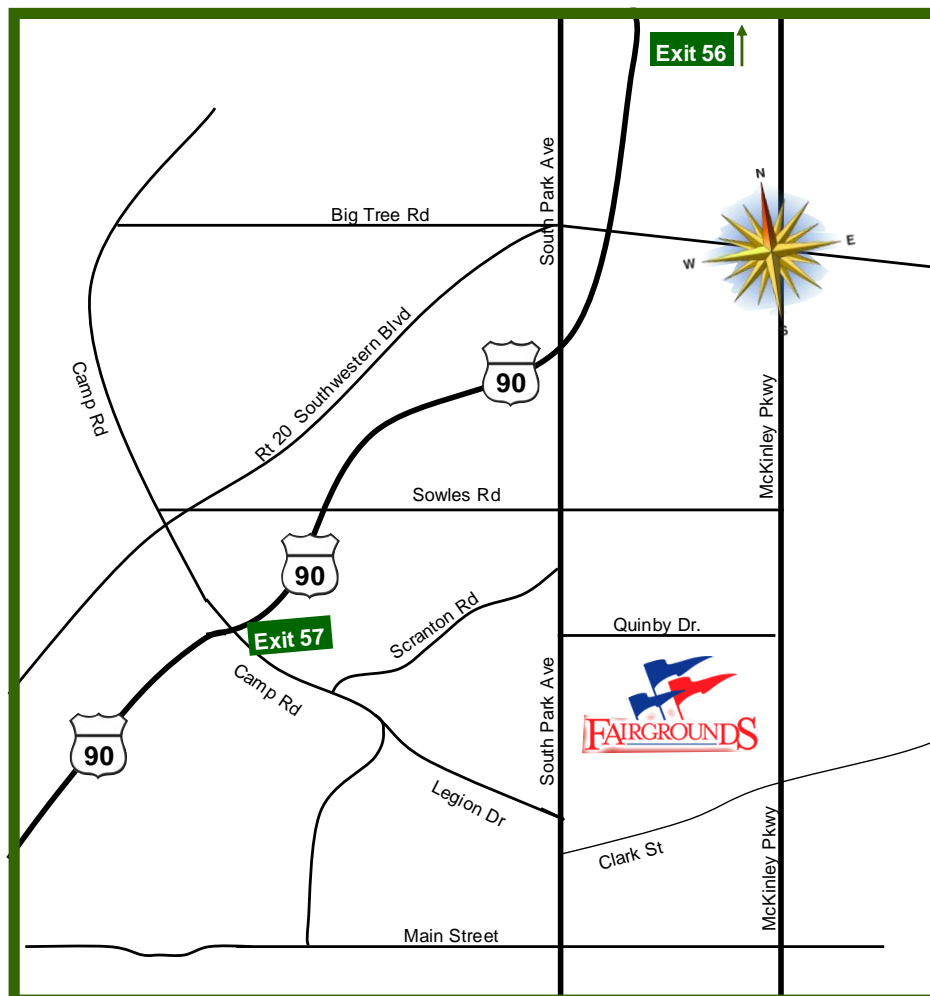 Exit 56
N
E
W
S
South Park Ave
Big Tree Rd
Rt 20 Southwestern Blvd
90
Camp Rd
McKinley Pkwy
Sowles Rd
90
Scranton Rd
Quinby Dr.
Exit 57
Camp Rd
FAIRGROUNDS
South Park Ave
90
Legion Dr
Clark St
McKinley Pkwy
Main Street